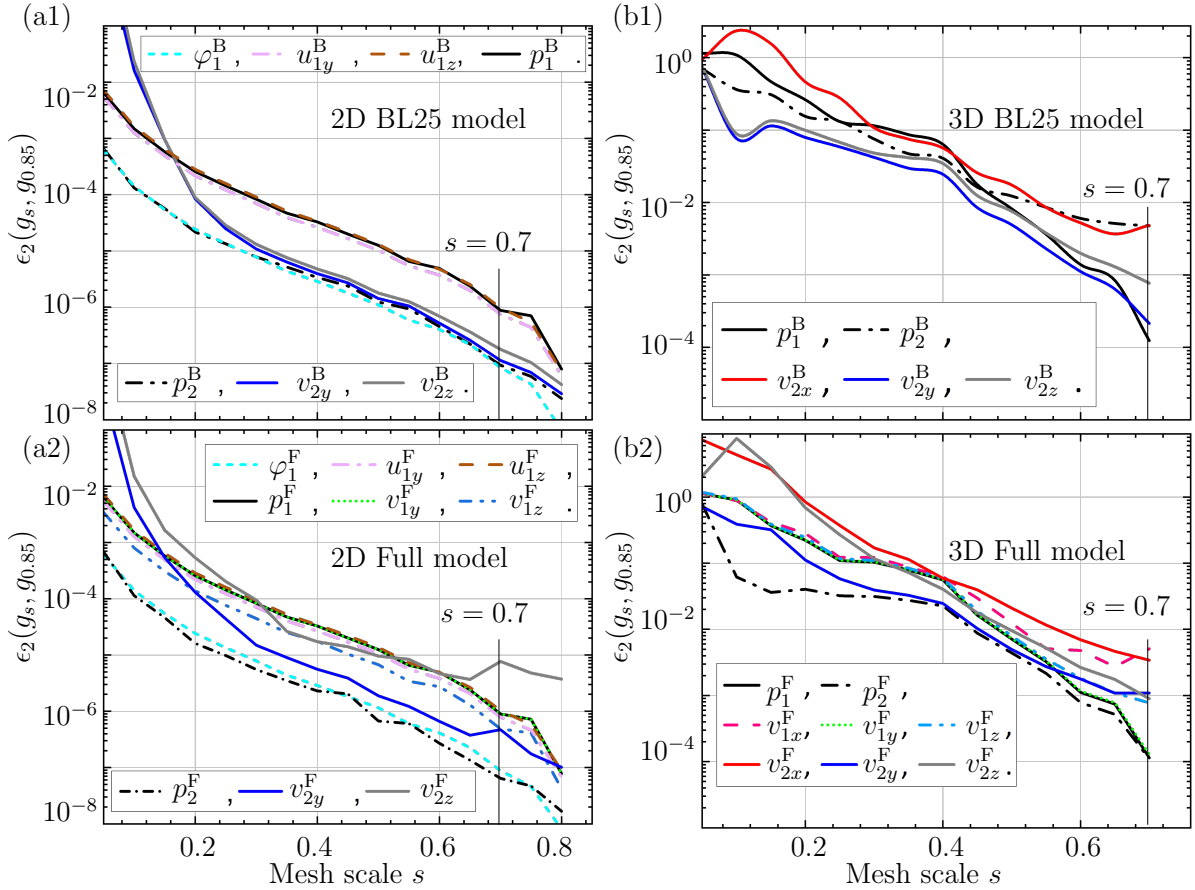 (a1)
φ₁ᴮ , u₁yᴮ , u₁zᴮ, p₁ᴮ .
2D BL25 model
s = 0.7
p₂ᴮ , v₂yᴮ , v₂zᴮ .
10⁻²
10⁻⁴
10⁻⁶
10⁻⁸
ϵ₂(gₛ, g₀.₈₅)
(b1)
3D BL25 model
s = 0.7
p₁ᴮ , p₂ᴮ ,
v₂ₓᴮ , v₂yᴮ , v₂zᴮ .
10⁰
10⁻²
10⁻⁴
ϵ₂(gₛ, g₀.₈₅)
(a2)
φ₁ᶠ , u₁yᶠ , u₁zᶠ ,
p₁ᶠ , v₁yᶠ , v₁zᶠ .
2D Full model
s = 0.7
p₂ᶠ , v₂yᶠ , v₂zᶠ .
10⁻²
10⁻⁴
10⁻⁶
10⁻⁸
ϵ₂(gₛ, g₀.₈₅)
0.2 0.4 0.6 0.8
Mesh scale s
(b2)
3D Full model
s = 0.7
p₁ᶠ , p₂ᶠ,
v₁ₓᶠ, v₁yᶠ, v₁zᶠ,
v₂ₓᶠ, v₂yᶠ, v₂zᶠ.
10⁰
10⁻²
10⁻⁴
ϵ₂(gₛ, g₀.₈₅)
0.2 0.4 0.6
Mesh scale s